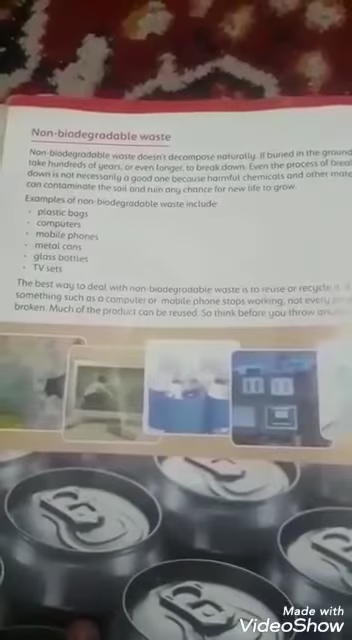 Non-biodegradable waste
Non-biodegradable waste doesn't decompose naturally. If buried in the ground
take hundreds of years, or even longer, to break down. Even the process of
down is not necessarily a good one because harmful chemicals and other
can contaminate the soil and ruin any chance for new life to grow.
Examples of non-biodegradable waste include
· plastic bags
· computers
· mobile phones
· metal cans
· glass bottles
· TV sets
The best way to deal with non-biodegradable waste is to reuse or recycle it.
something such as a computer or mobile phone stops working, not every
broken. Much of the product can be reused. So think before you throw
Made with
VideoShow